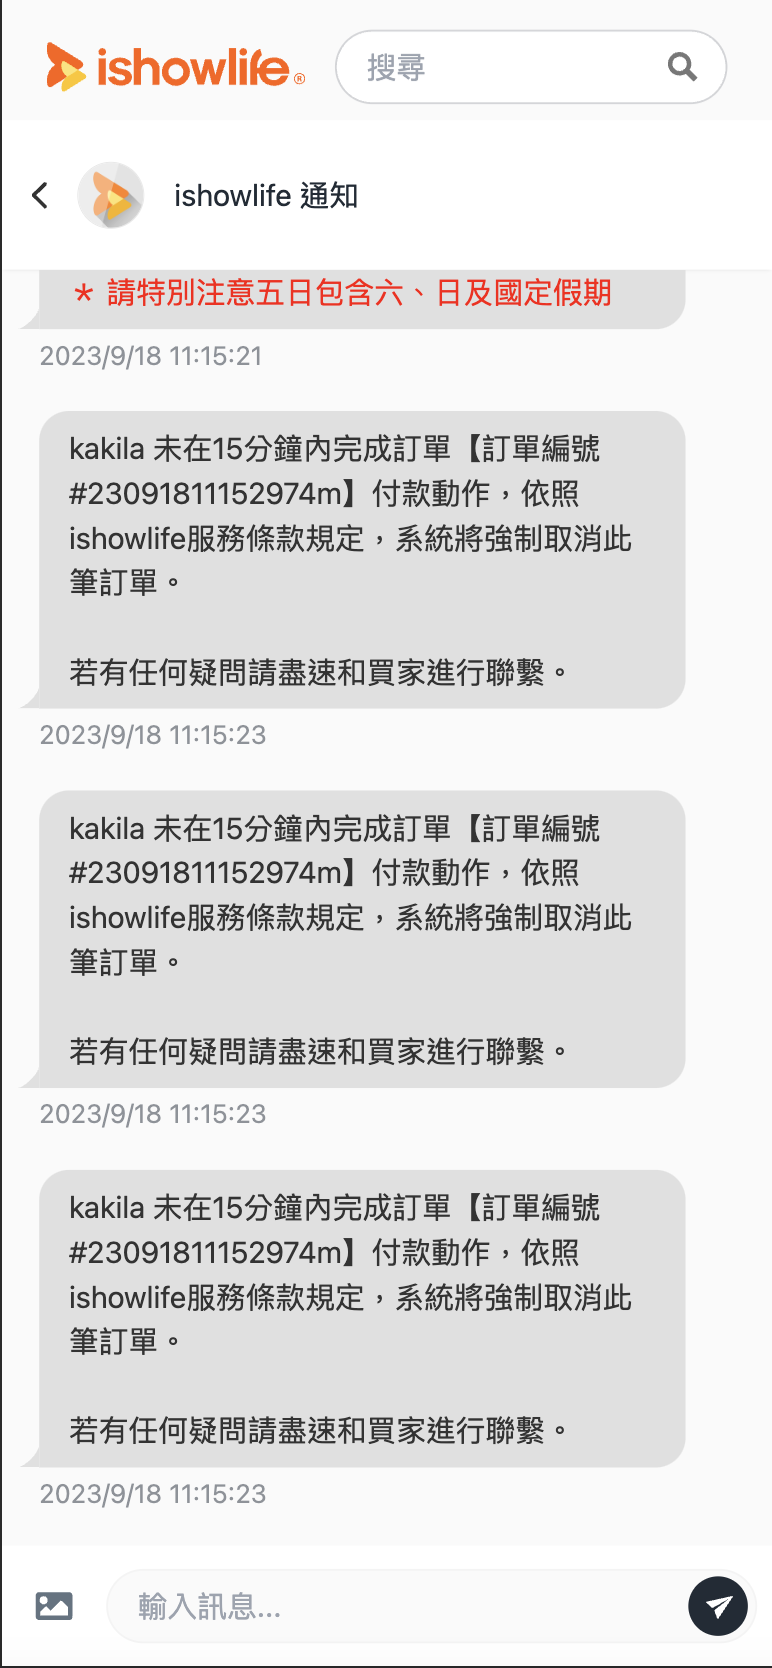 ishowlife®
搜尋
ishowlife 通知
* 請特別注意五日包含六、日及國定假期
2023/9/18 11:15:21
kakila 未在15分鐘內完成訂單【訂單編號
#23091811152974m】付款動作，依照
ishowlife服務條款規定，系統將強制取消此
筆訂單。
若有任何疑問請盡速和買家進行聯繫。
2023/9/18 11:15:23
kakila 未在15分鐘內完成訂單【訂單編號
#23091811152974m】付款動作，依照
ishowlife服務條款規定，系統將強制取消此
筆訂單。
若有任何疑問請盡速和買家進行聯繫。
2023/9/18 11:15:23
kakila 未在15分鐘內完成訂單【訂單編號
#23091811152974m】付款動作，依照
ishowlife服務條款規定，系統將強制取消此
筆訂單。
若有任何疑問請盡速和買家進行聯繫。
2023/9/18 11:15:23
輸入訊息...